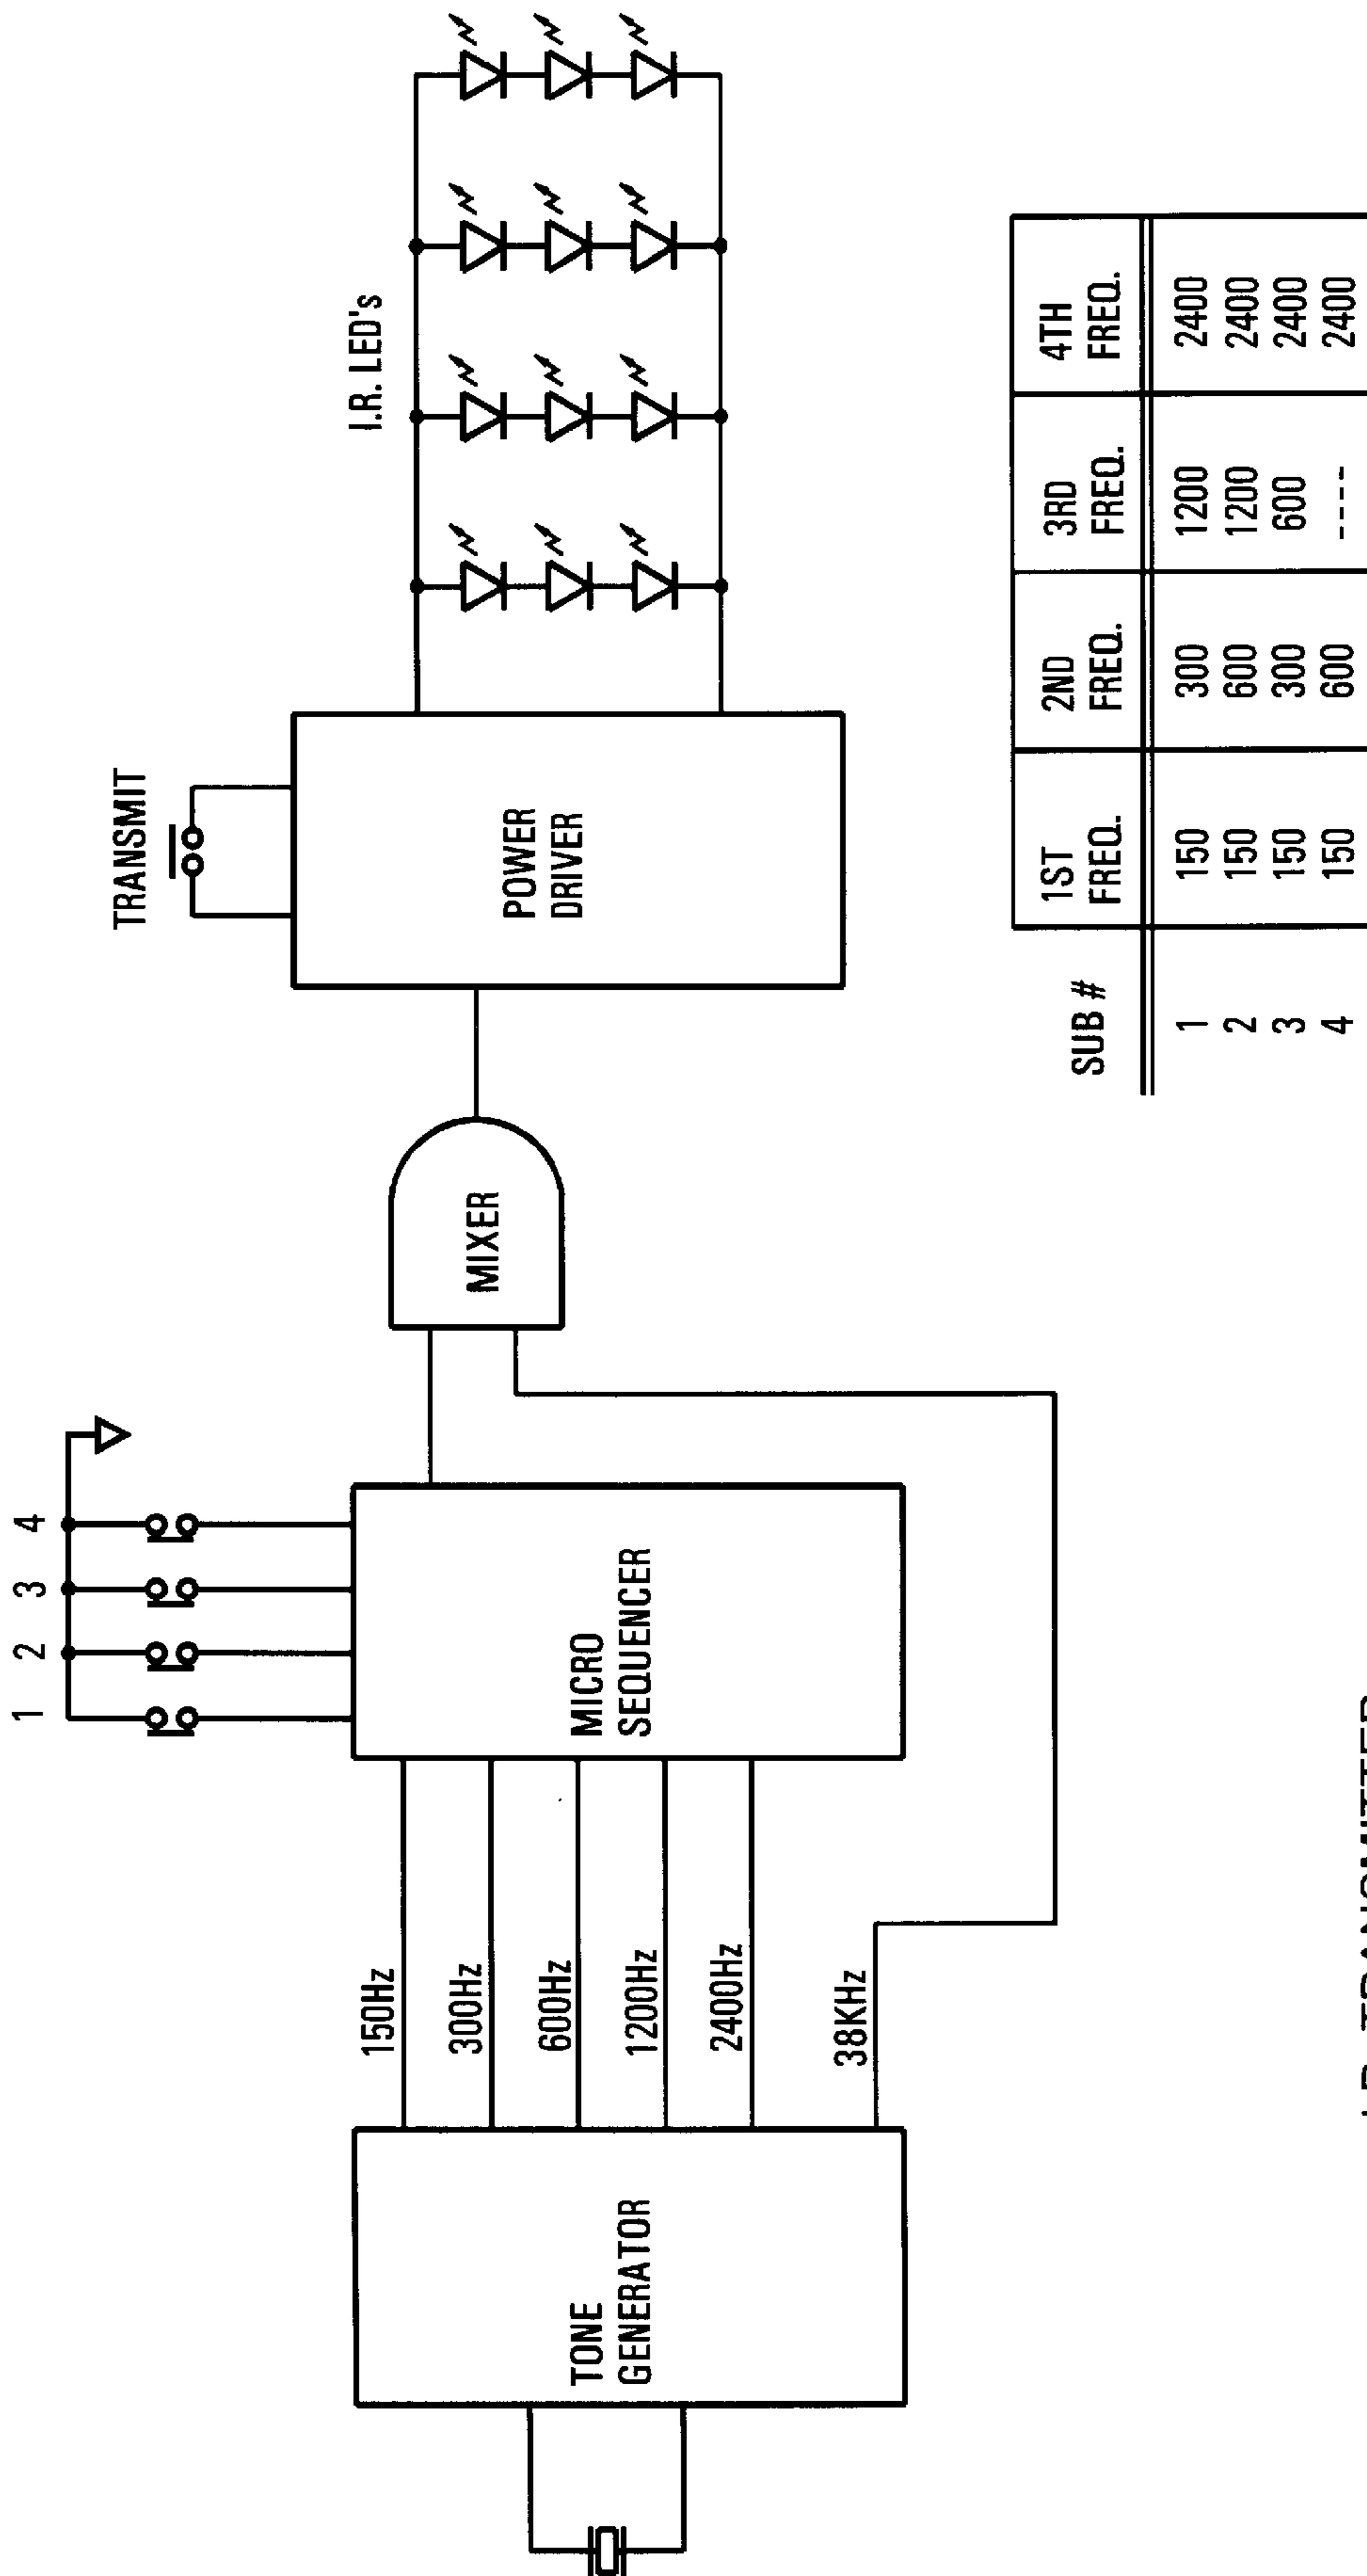 1 2 3 4
TRANSMIT
I.R. LED's
150Hz
300Hz
600Hz
1200Hz
2400Hz
38KHz
TONE
GENERATOR
MICRO
SEQUENCER
MIXER
POWER
DRIVER
SUB # 1ST FREQ. 2ND FREQ. 3RD FREQ. 4TH FREQ.
1 150 300 1200 2400
2 150 600 1200 2400
3 150 300 600 2400
4 150 600 ---- 2400